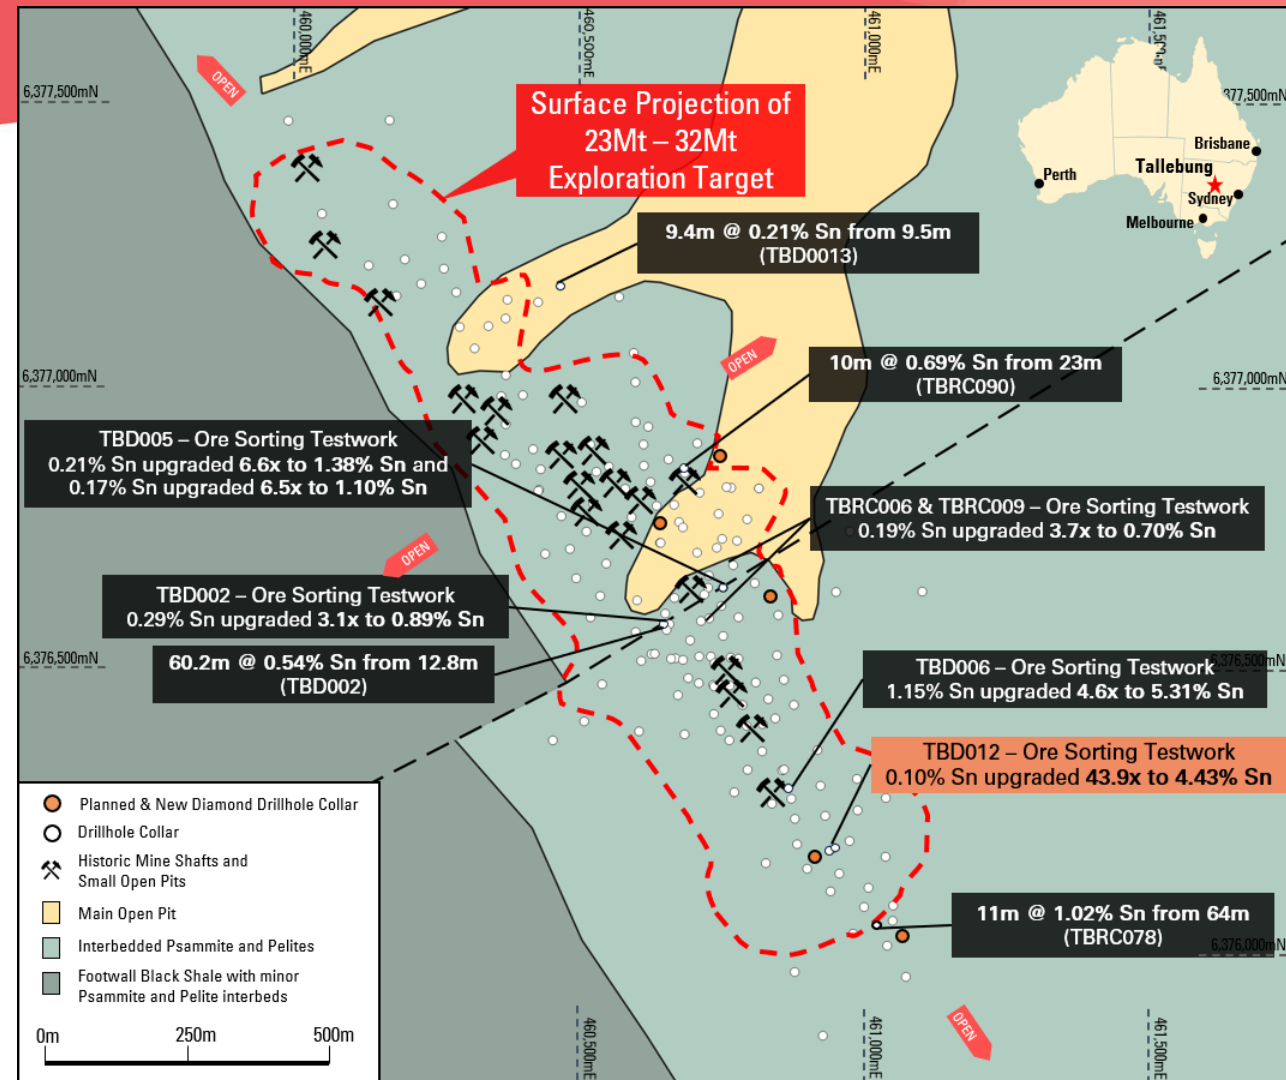 460,000mE
460,500mE
461,000mE
461,5
mE
6,377,500mN
377,500mN
OPEN
Surface Projection of
23Mt – 32Mt
Exploration Target
Brisbane
Tallebung
Perth
Sydney
Melbourne
9.4m @ 0.21% Sn from 9.5m
(TBD0013)
OPEN
10m @ 0.69% Sn from 23m
(TBRC090)
6,377,000mN
6,377,000mN
TBD005 – Ore Sorting Testwork
0.21% Sn upgraded 6.6x to 1.38% Sn and
0.17% Sn upgraded 6.5x to 1.10% Sn
TBRC006 & TBRC009 – Ore Sorting Testwork
0.19% Sn upgraded 3.7x to 0.70% Sn
OPEN
TBD002 – Ore Sorting Testwork
0.29% Sn upgraded 3.1x to 0.89% Sn
60.2m @ 0.54% Sn from 12.8m
(TBD002)
6,376,500mN
6,376,500mN
TBD006 – Ore Sorting Testwork
1.15% Sn upgraded 4.6x to 5.31% Sn
TBD012 – Ore Sorting Testwork
0.10% Sn upgraded 43.9x to 4.43% Sn
11m @ 1.02% Sn from 64m
(TBRC078)
6,376,000mN
OPEN
Planned & New Diamond Drillhole Collar
Drillhole Collar
Historic Mine Shafts and
Small Open Pits
Main Open Pit
Interbedded Psammite and Pelites
Footwall Black Shale with minor
Psammite and Pelite interbeds
0m
250m
500m
460,500mE
461,000mE
461,500mE